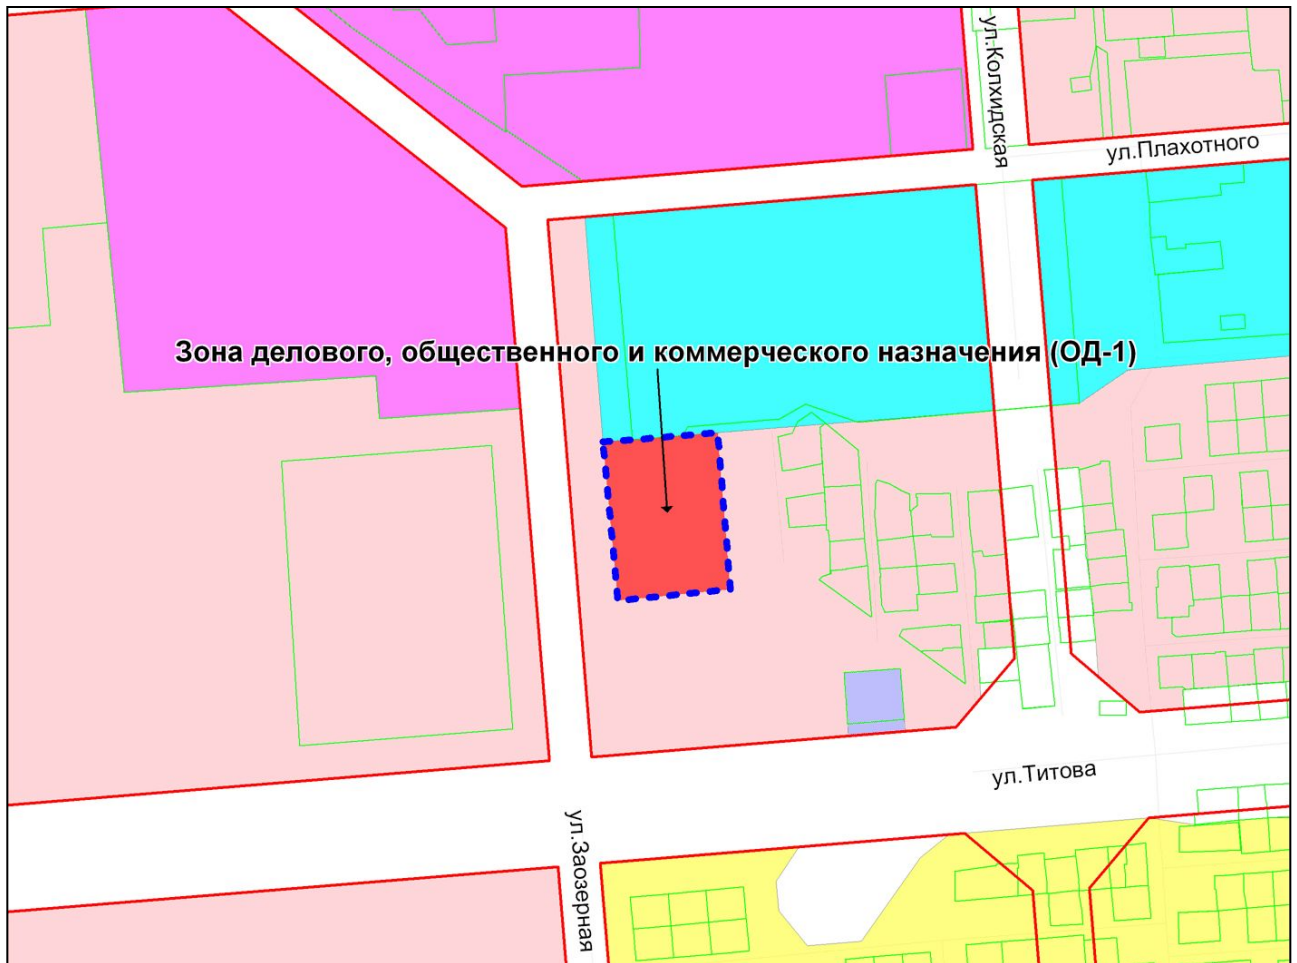 ул.Колхидская
ул.Плахотного
Зона делового, общественного и коммерческого назначения (ОД-1)
ул.Титова
ул.Заозерная